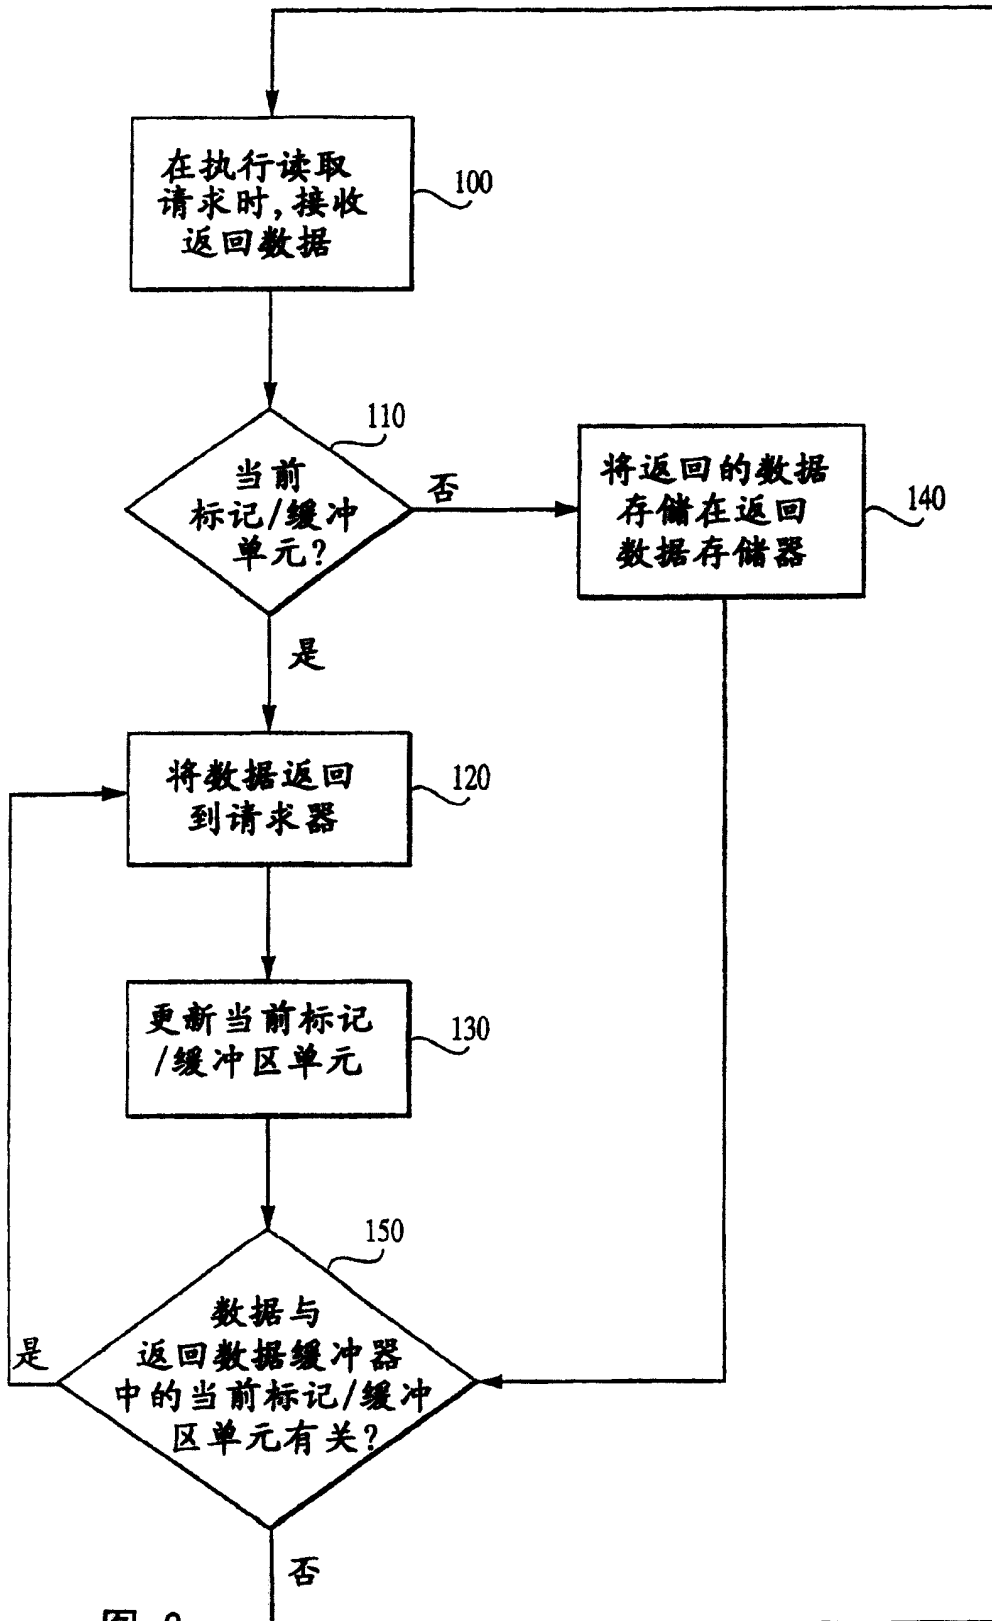 在执行读取
请求时,接收
返回数据
100
110
当前
标记/缓冲
单元?
否
将返回的数据
存储在返回
数据存储器
140
是
将数据返回
到请求器
120
更新当前标记
/缓冲区单元
130
150
数据与
返回数据缓冲器
中的当前标记/缓冲
区单元有关?
是
否